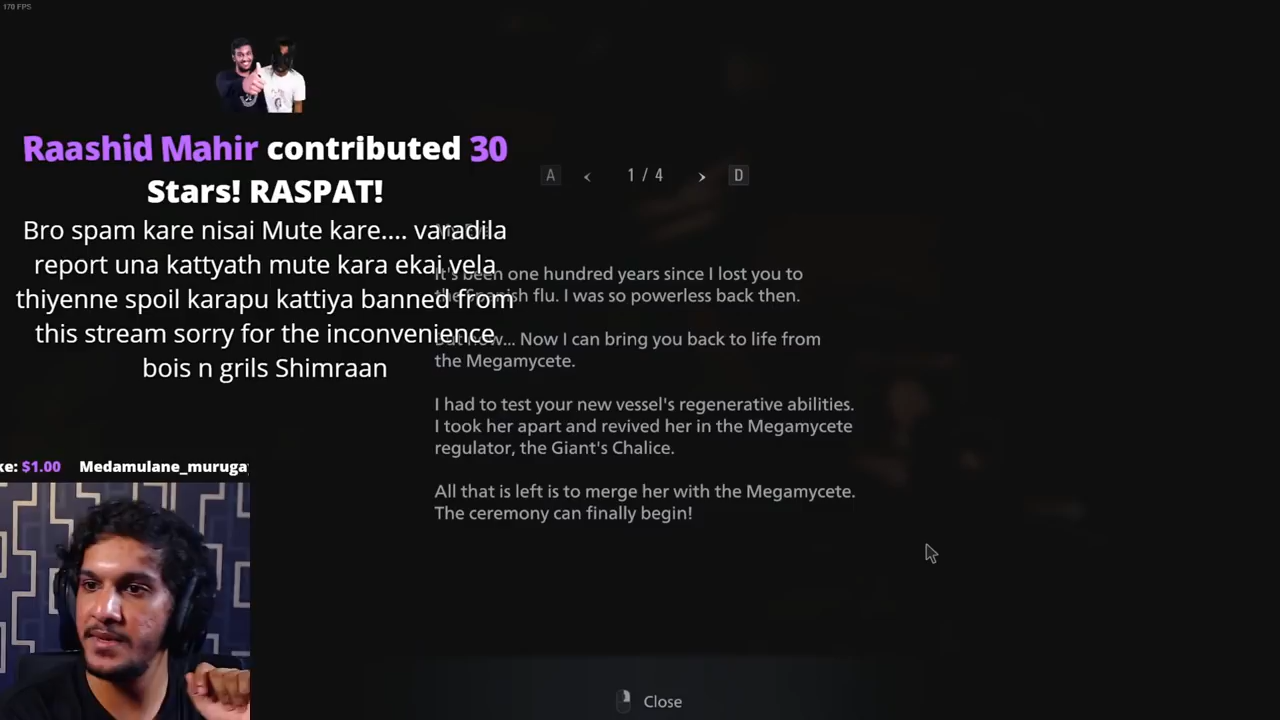 170 FPS
Raashid Mahir contributed 30
Stars! RASPAT!
Bro spam kare nisai Mute kare.... varadila
report una kattyath mute kara ekai vela
thiyenne spoil karapu kattiya banned from
this stream sorry for the inconvenience
bois n grils Shimraan
A < 1 / 4 > D
It's been one hundred years since I lost you to
the Spanish flu. I was so powerless back then.
But now... Now I can bring you back to life from
the Megamycete.
I had to test your new vessel's regenerative abilities.
I took her apart and revived her in the Megamycete
regulator, the Giant's Chalice.
All that is left is to merge her with the Megamycete.
The ceremony can finally begin!
ke: $1.00 Medamulane_muruga
Close